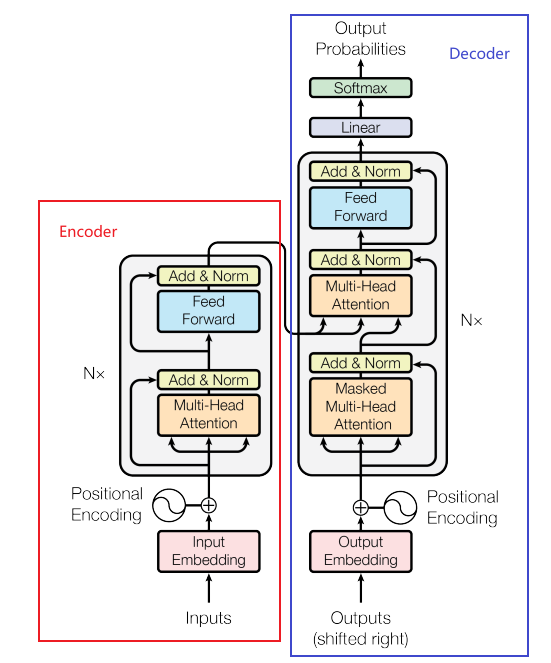 Output
Probabilities
Decoder
Softmax
Linear
Add & Norm
Feed
Forward
Add & Norm
Multi-Head
Attention
Nx
Add & Norm
Masked
Multi-Head
Attention
Positional
Encoding
Output
Embedding
Outputs
(shifted right)
Encoder
Add & Norm
Feed
Forward
Nx
Add & Norm
Multi-Head
Attention
Positional
Encoding
Input
Embedding
Inputs